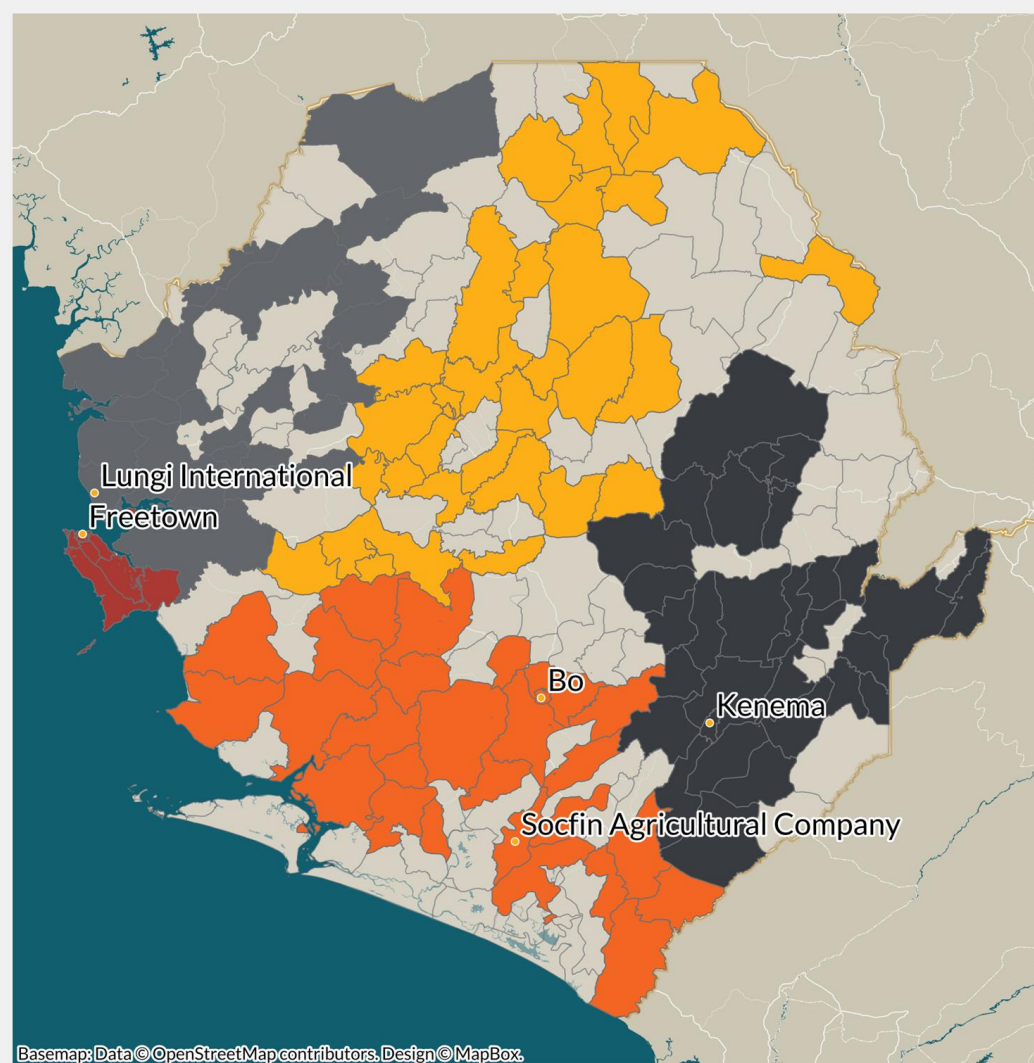 Lungi International
Freetown
Bo
Kenema
Socfin Agricultural Company
Basemap: Data © OpenStreetMap contributors. Design © MapBox.